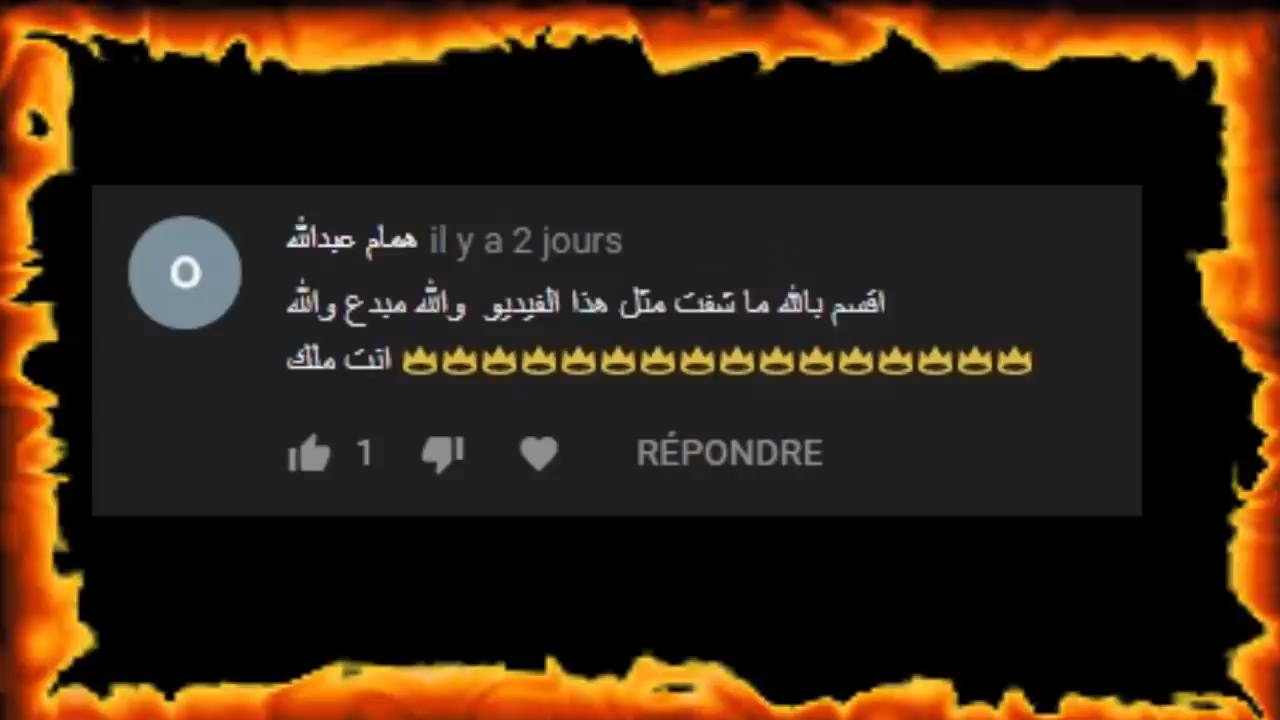 O
همام عبدالله il y a 2 jours
اقسم بالله ما شفت مثل هذا الفيديو والله مبدع والله
انت ملك 👑👑👑👑👑👑👑👑👑👑👑👑👑👑👑👑
1 RÉPONDRE